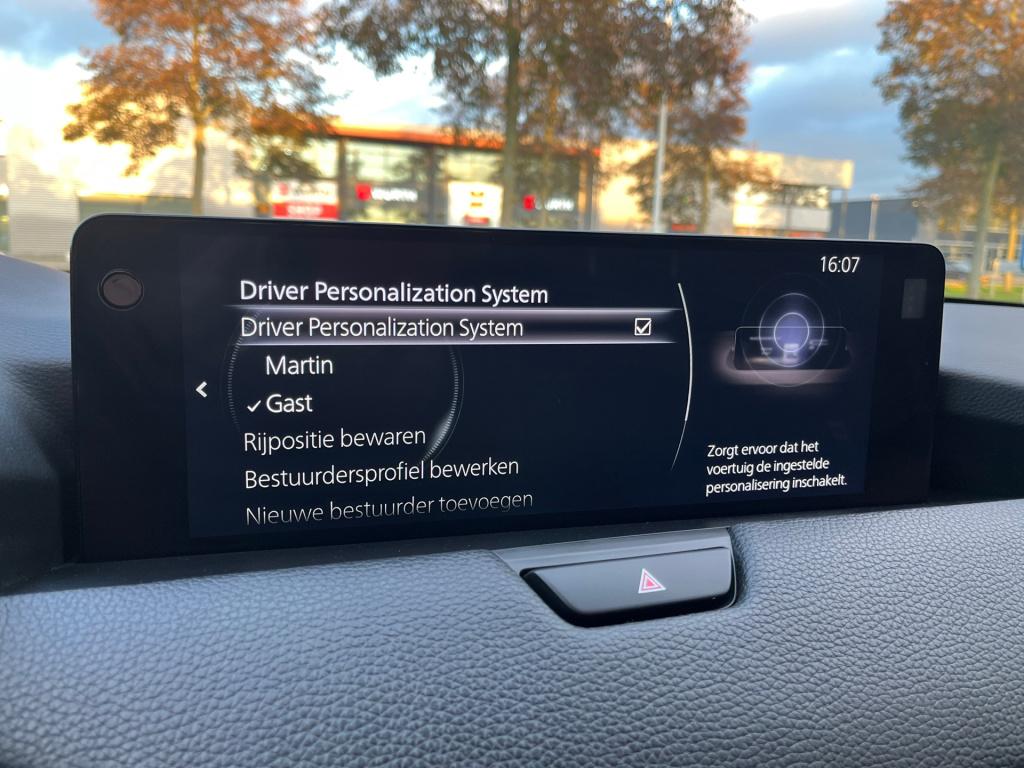 16:07
Driver Personalization System
Driver Personalization System
Martin
Gast
Rijpositie bewaren
Bestuurdersprofiel bewerken
Nieuwe bestuurder toevoegen
Zorgt ervoor dat het
voertuig de ingestelde
personalisering inschakelt.